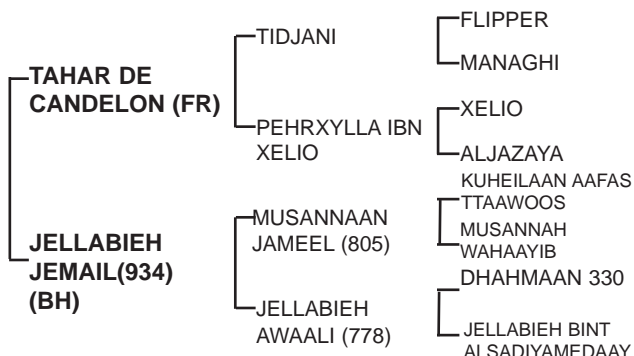 TAHAR DE
CANDELON (FR)
TIDJANI
FLIPPER
MANAGHI
PEHRXYLLA IBN
XELIO
XELIO
ALJAZAYA
JELLABIEH
JEMAIL(934)
(BH)
MUSANNAAN
JAMEEL (805)
KUHEILAAN AAFAS
TTAAWOOS
MUSANNAH
WAHAAYIB
JELLABIEH
AWAALI (778)
DHAHMAAN 330
JELLABIEH BINT
ALSADIYAMEDAAY